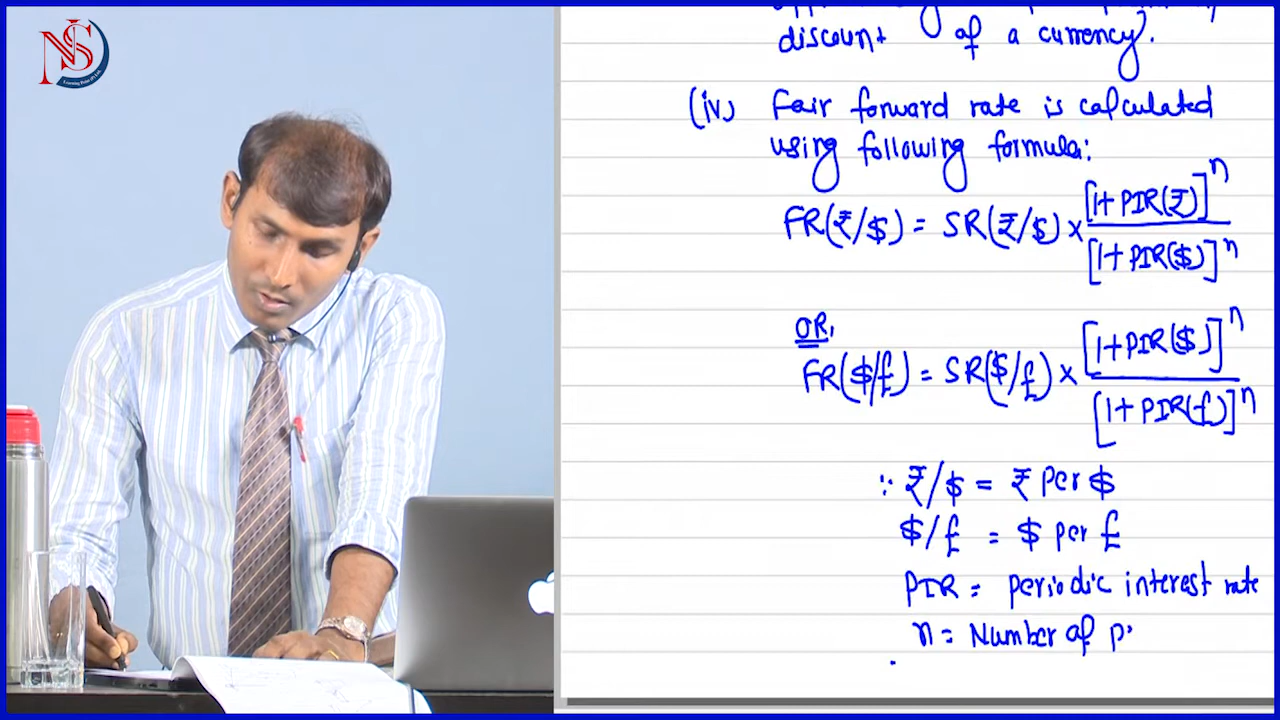 NS
discount of a currency.
(iv) Fair forward rate is calculated
using following formula:
FR(₹/$) = SR(₹/$) × [1+PIR(₹)]ⁿ
[1+PIR($)]ⁿ
OR,
FR($/£) = SR($/£) × [1+PIR($)]ⁿ
[1+PIR(£)]ⁿ
∵ ₹/$ = ₹ per $
$/£ = $ per £
PIR = periodic interest rate
n = Number of p